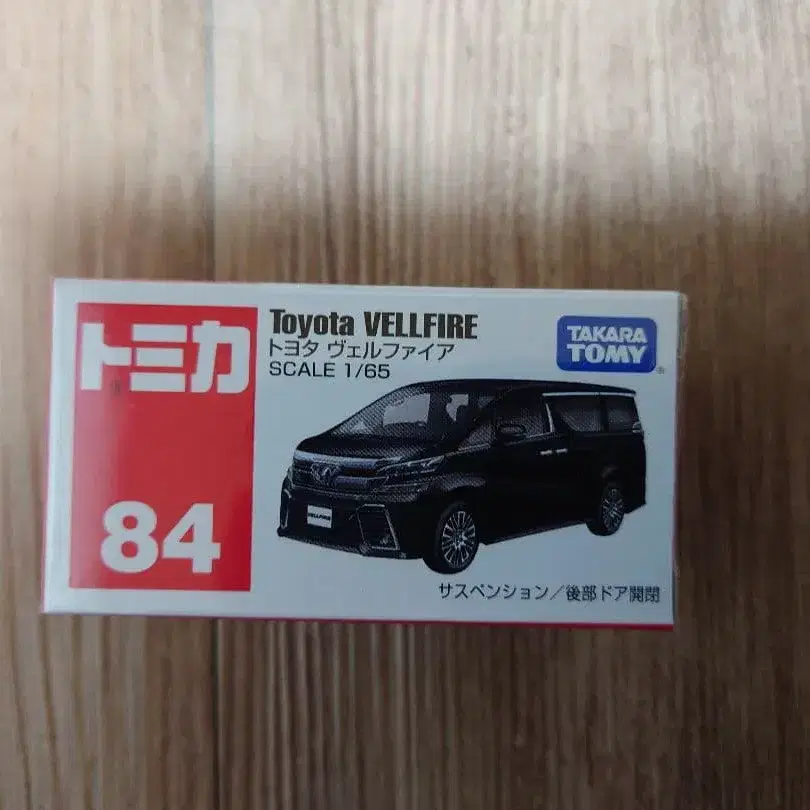 トミカ
84
Toyota VELLFIRE
トヨタ ヴェルファイア
SCALE 1/65
TAKARA
TOMY
®
VELLFIRE
サスペンション／後部ドア開閉